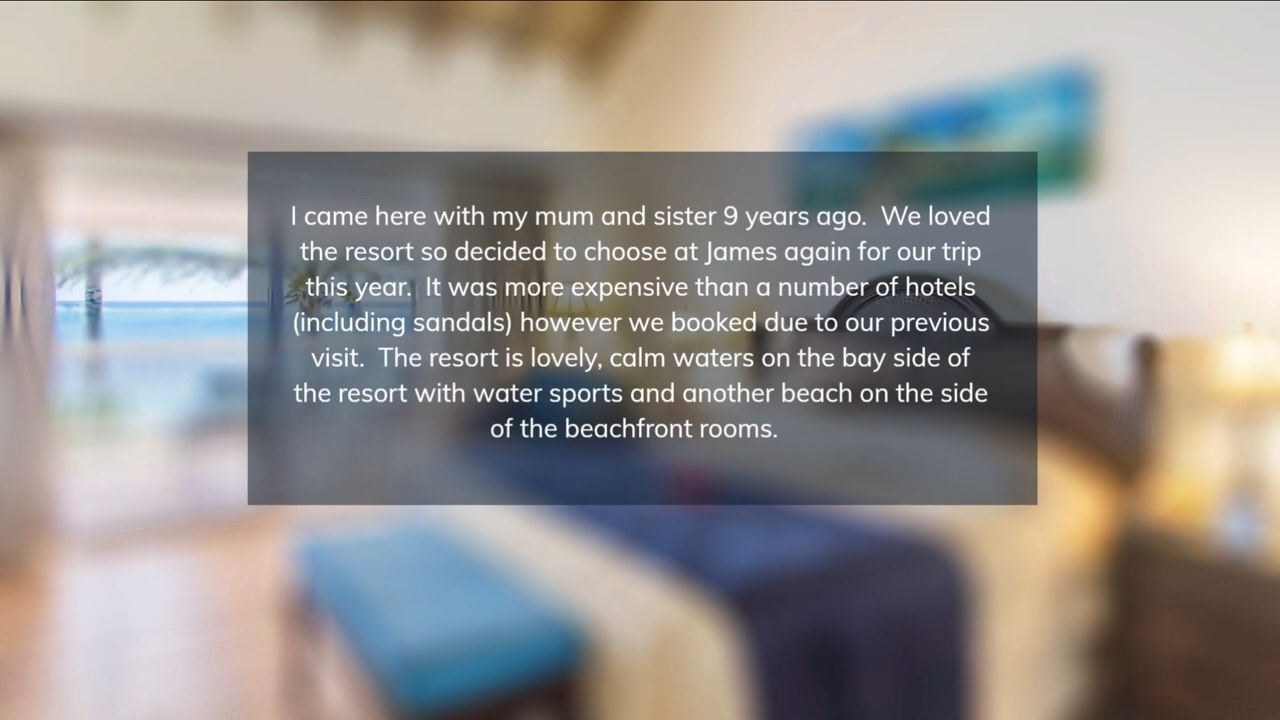 I came here with my mum and sister 9 years ago.  We loved
the resort so decided to choose at James again for our trip
this year.  It was more expensive than a number of hotels
(including sandals) however we booked due to our previous
visit.  The resort is lovely, calm waters on the bay side of
the resort with water sports and another beach on the side
of the beachfront rooms.